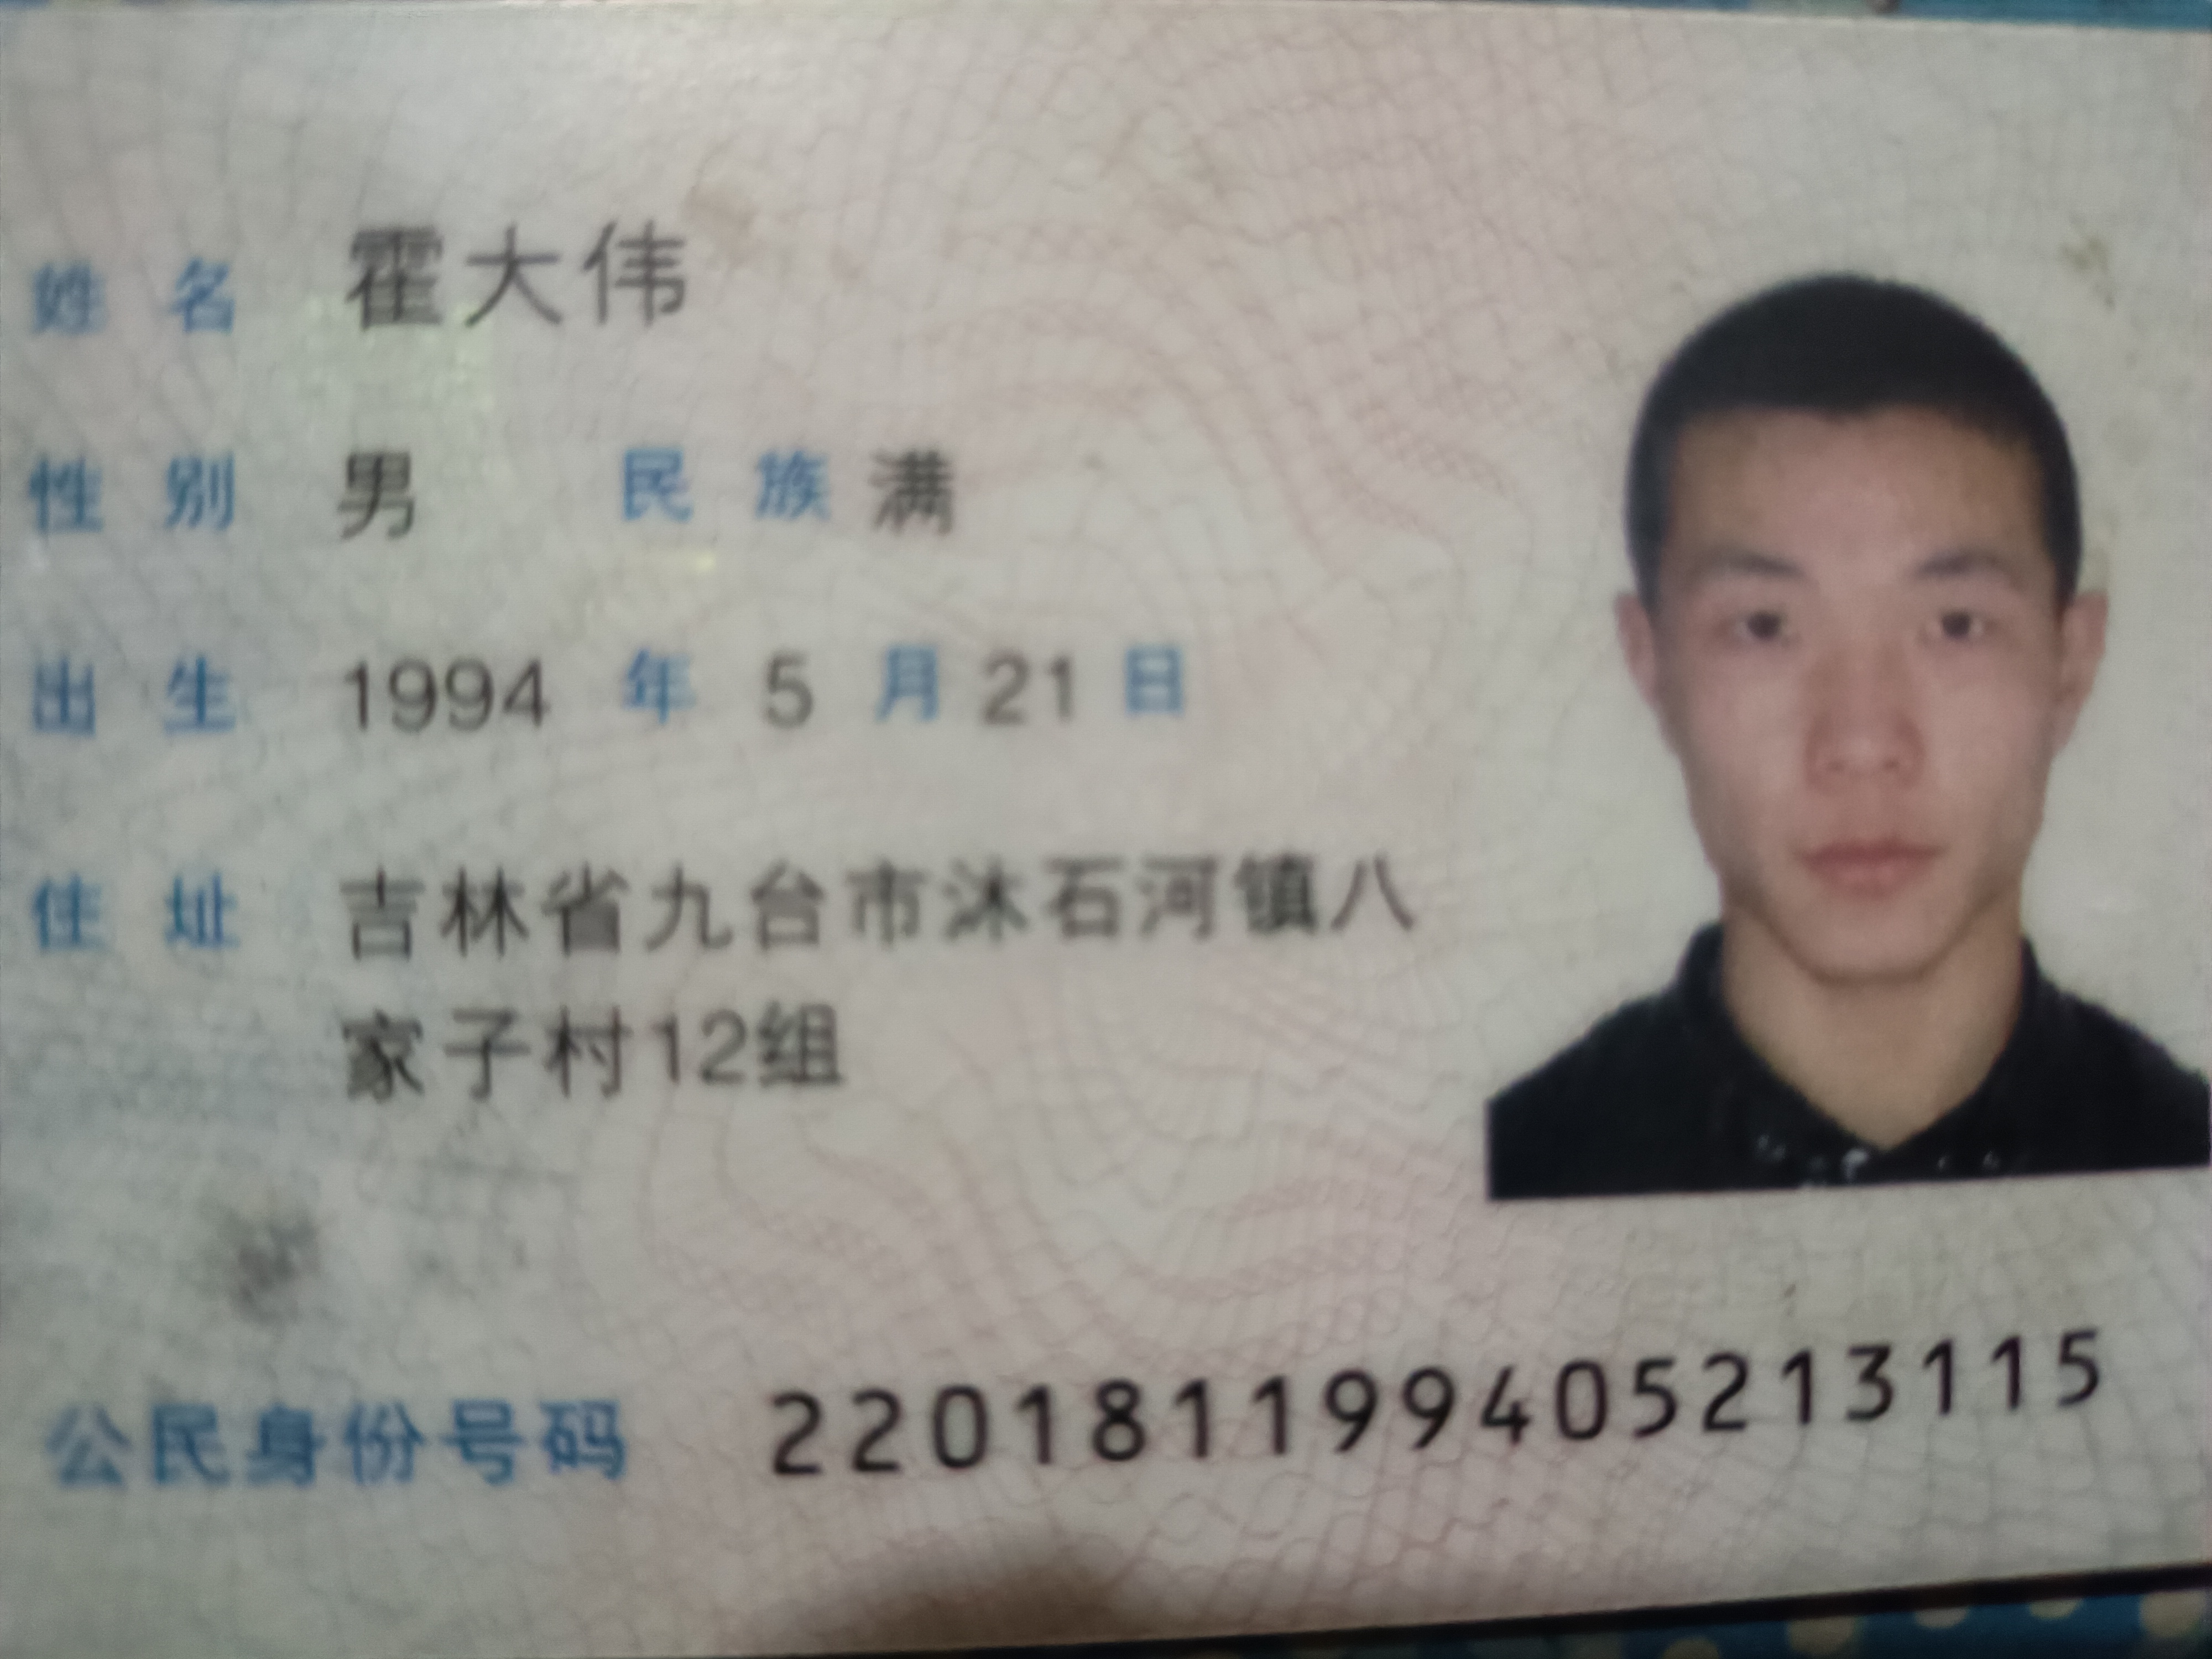 姓名 霍大伟
性别 男 民族 满
出生 1994 年 5 月 21 日
住址 吉林省九台市沐石河镇八
家子村12组
公民身份号码 220181199405213115